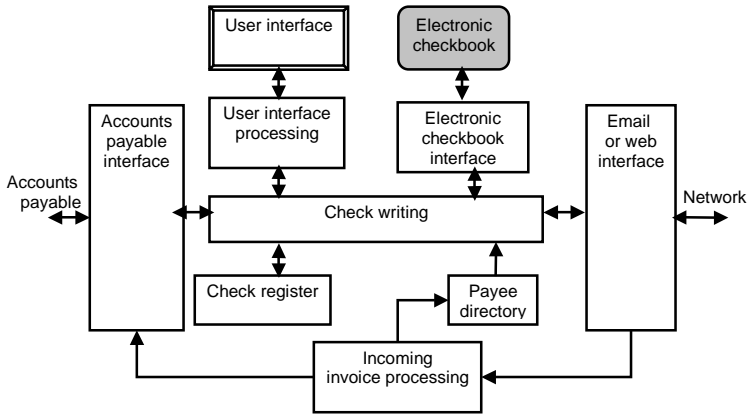 User interface
Electronic
checkbook
Accounts
payable
interface
User interface
processing
Electronic
checkbook
interface
Email
or web
interface
Accounts
payable
Check writing
Network
Check register
Payee
directory
Incoming
invoice processing